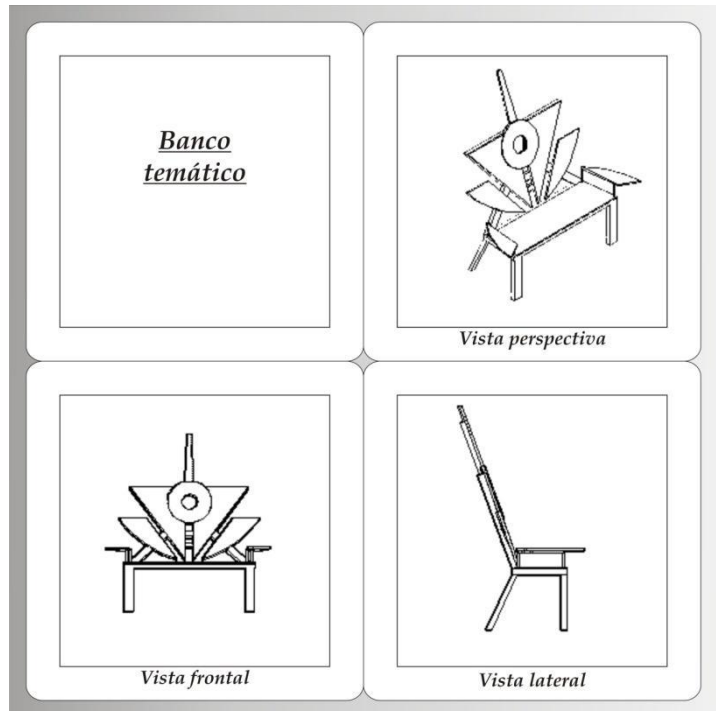 Banco
temático
Vista perspectiva
Vista frontal
Vista lateral